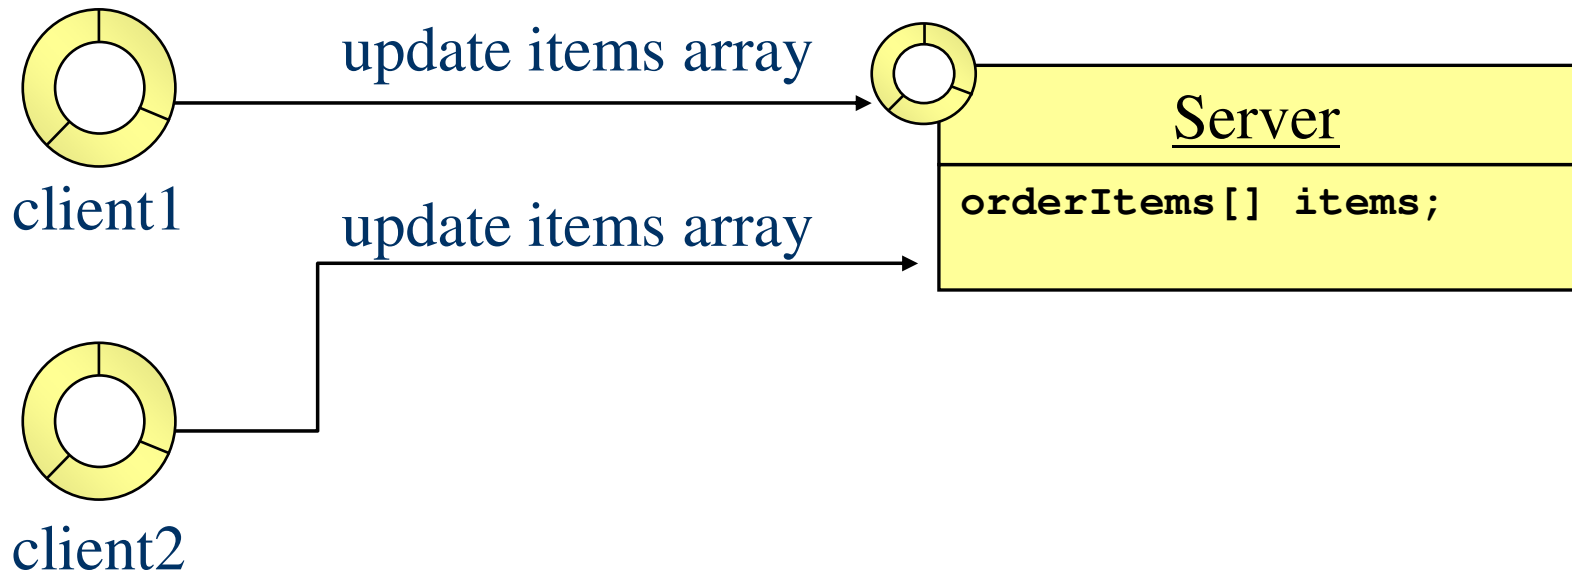 update items array
Server
client1
orderItems[] items;
update items array
client2